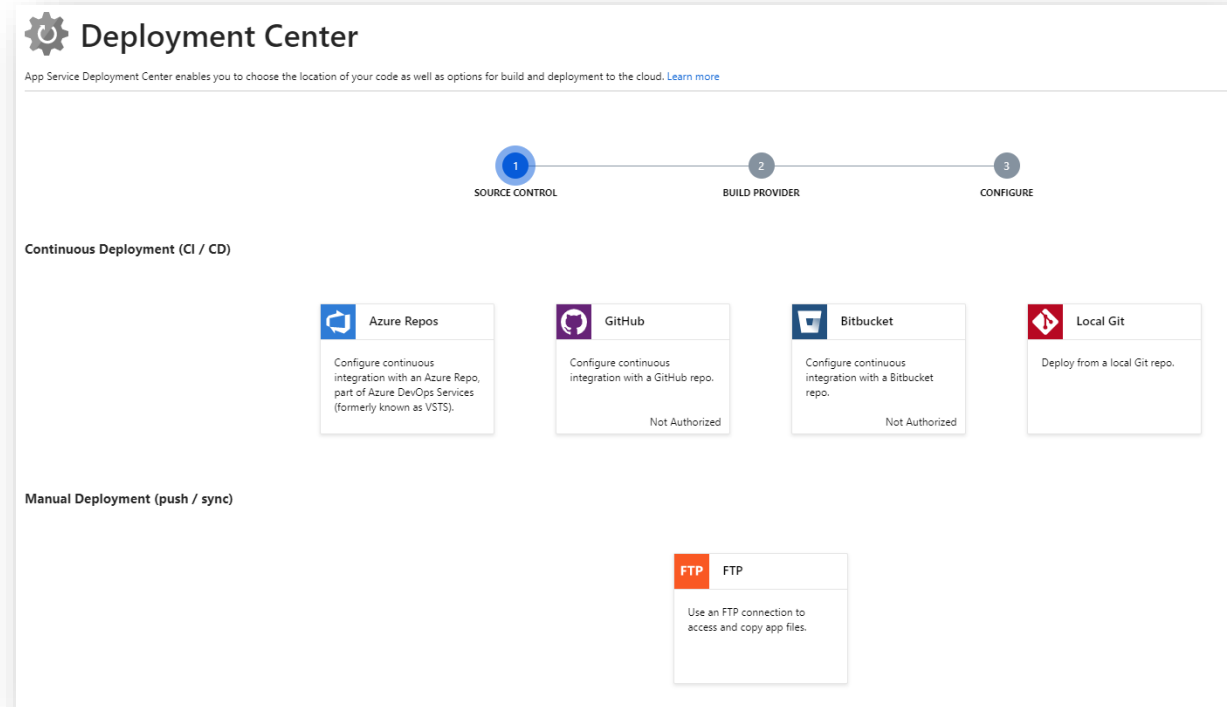 Deployment Center
App Service Deployment Center enables you to choose the location of your code as well as options for build and deployment to the cloud. Learn more
1
2
3
SOURCE CONTROL
BUILD PROVIDER
CONFIGURE
Continuous Deployment (CI / CD)
Azure Repos
Configure continuous
integration with an Azure Repo,
part of Azure DevOps Services
(formerly known as VSTS).
GitHub
Configure continuous
integration with a GitHub repo.
Not Authorized
Bitbucket
Configure continuous
integration with a Bitbucket
repo.
Not Authorized
Local Git
Deploy from a local Git repo.
Manual Deployment (push / sync)
FTP
FTP
Use an FTP connection to
access and copy app files.